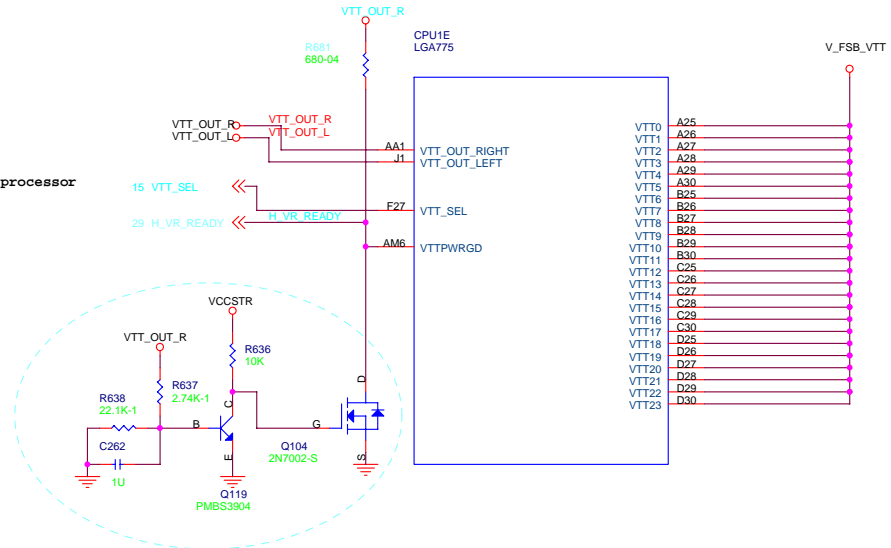 VTT_OUT_R
R681
680-04
CPU1E
LGA775
V_FSB_VTT
VTT_OUT_R VTT_OUT_R
VTT_OUT_L VTT_OUT_L
AA1 VTT_OUT_RIGHT
J1 VTT_OUT_LEFT
processor
15 VTT_SEL
F27 VTT_SEL
29 H_VR_READY H_VR_READY
AM6 VTTPWRGD
VTT0 A25
VTT1 A26
VTT2 A27
VTT3 A28
VTT4 A29
VTT5 A30
VTT6 B25
VTT7 B26
VTT8 B27
VTT9 B28
VTT10 B29
VTT11 B30
VTT12 C25
VTT13 C26
VTT14 C27
VTT15 C28
VTT16 C29
VTT17 C30
VTT18 D25
VTT19 D26
VTT20 D27
VTT21 D28
VTT22 D29
VTT23 D30
VCCSTR
VTT_OUT_R
R636
10K
R637
2.74K-1
R638
22.1K-1
C262
1U
B
C
E
Q119
PMBS3904
G
D
S
Q104
2N7002-S